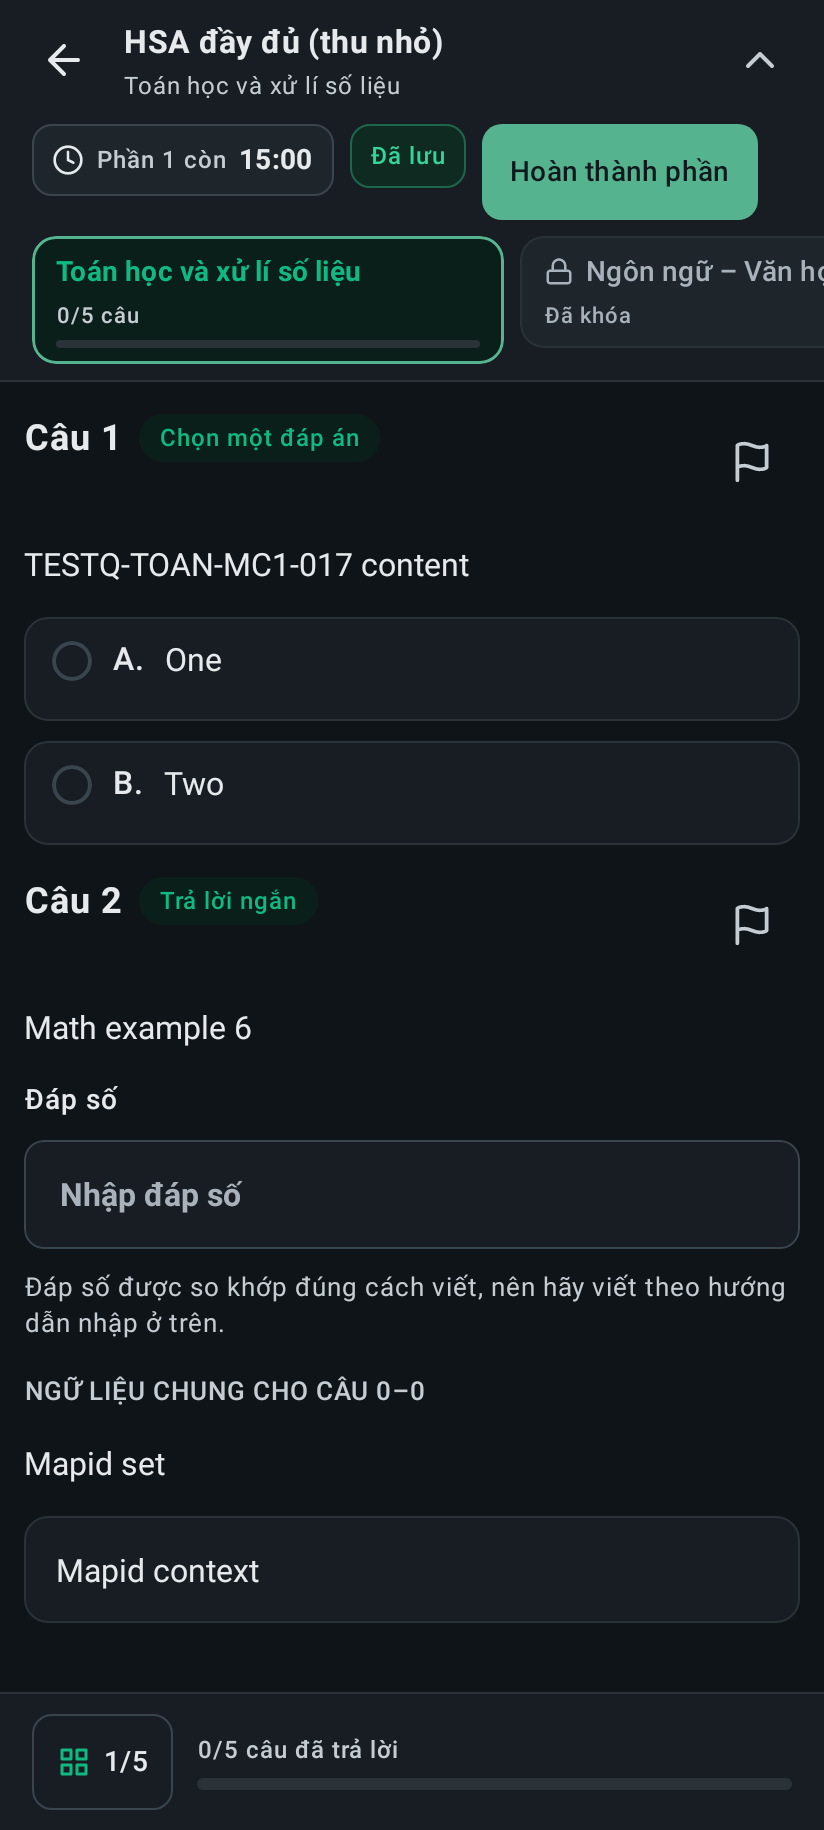 HSA đầy đủ (thu nhỏ)
Toán học và xử lí số liệu
Phần 1 còn 15:00
Đã lưu
Hoàn thành phần
Toán học và xử lí số liệu
0/5 câu
Ngôn ngữ – Văn họ
Đã khóa
Câu 1
Chọn một đáp án
TESTQ-TOAN-MC1-017 content
A. One
B. Two
Câu 2
Trả lời ngắn
Math example 6
Đáp số
Nhập đáp số
Đáp số được so khớp đúng cách viết, nên hãy viết theo hướng
dẫn nhập ở trên.
NGỮ LIỆU CHUNG CHO CÂU 0–0
Mapid set
Mapid context
1/5
0/5 câu đã trả lời